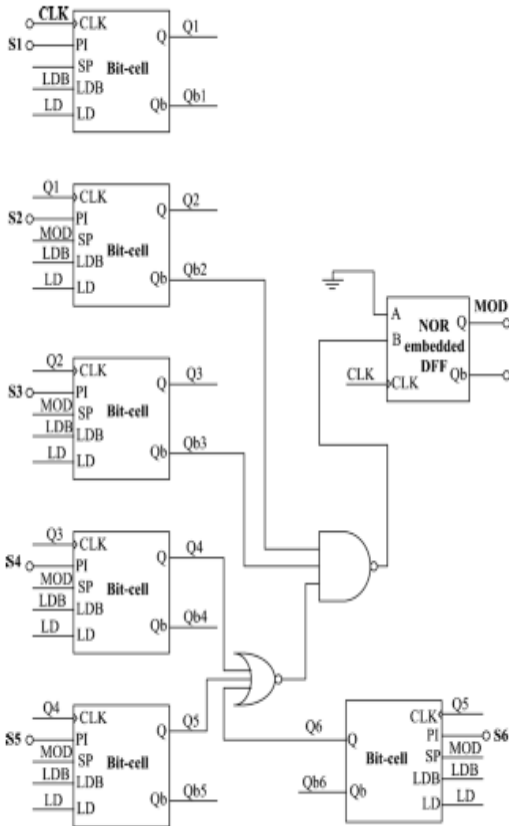 CLK
CLK
Q
Q1
S1
PI
SP
Bit-cell
LDB
LDB
LD
LD
Qb
Qb1
Q1
CLK
Q
Q2
S2
PI
MOD
SP
Bit-cell
LDB
LDB
LD
LD
Qb
Qb2
A
NOR
embedded
DFF
Q
MOD
B
CLK
CLK
Qb
Q2
CLK
Q
Q3
S3
PI
MOD
SP
Bit-cell
LDB
LDB
LD
LD
Qb
Qb3
Q3
CLK
Q
Q4
S4
PI
MOD
SP
Bit-cell
LDB
LDB
LD
LD
Qb
Qb4
Q4
CLK
Q
Q5
S5
PI
MOD
SP
Bit-cell
LDB
LDB
LD
LD
Qb
Qb5
Q6
Q
CLK
Q5
PI
S6
SP
MOD
Bit-cell
LDB
LDB
Qb6
Qb
LD
LD